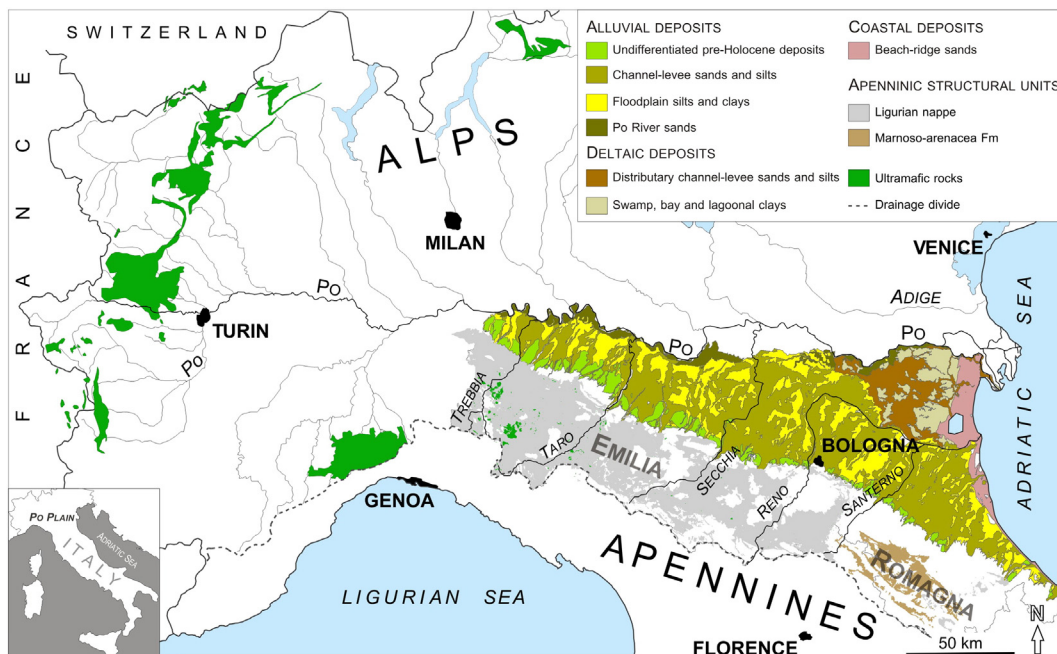 SWITZERLAND
FRANCE
ALPS
MILAN
TURIN
Po
Po
Po
Po
VENICE
ADIGE
ADRIATIC SEA
TREBBIA
TARO
EMILIA
SECCHIA
RENO
BOLOGNA
SANTERNO
ROMAGNA
GENOA
LIGURIAN SEA
APENNINES
FLORENCE
N
50 km
PO PLAIN
ADRIATIC SEA
ITALY
ALLUVIAL DEPOSITS
Undifferentiated pre-Holocene deposits
Channel-levee sands and silts
Floodplain silts and clays
Po River sands
DELTAIC DEPOSITS
Distributary channel-levee sands and silts
Swamp, bay and lagoonal clays
COASTAL DEPOSITS
Beach-ridge sands
APENNINIC STRUCTURAL UNITS
Ligurian nappe
Marnoso-arenacea Fm
Ultramafic rocks
Drainage divide